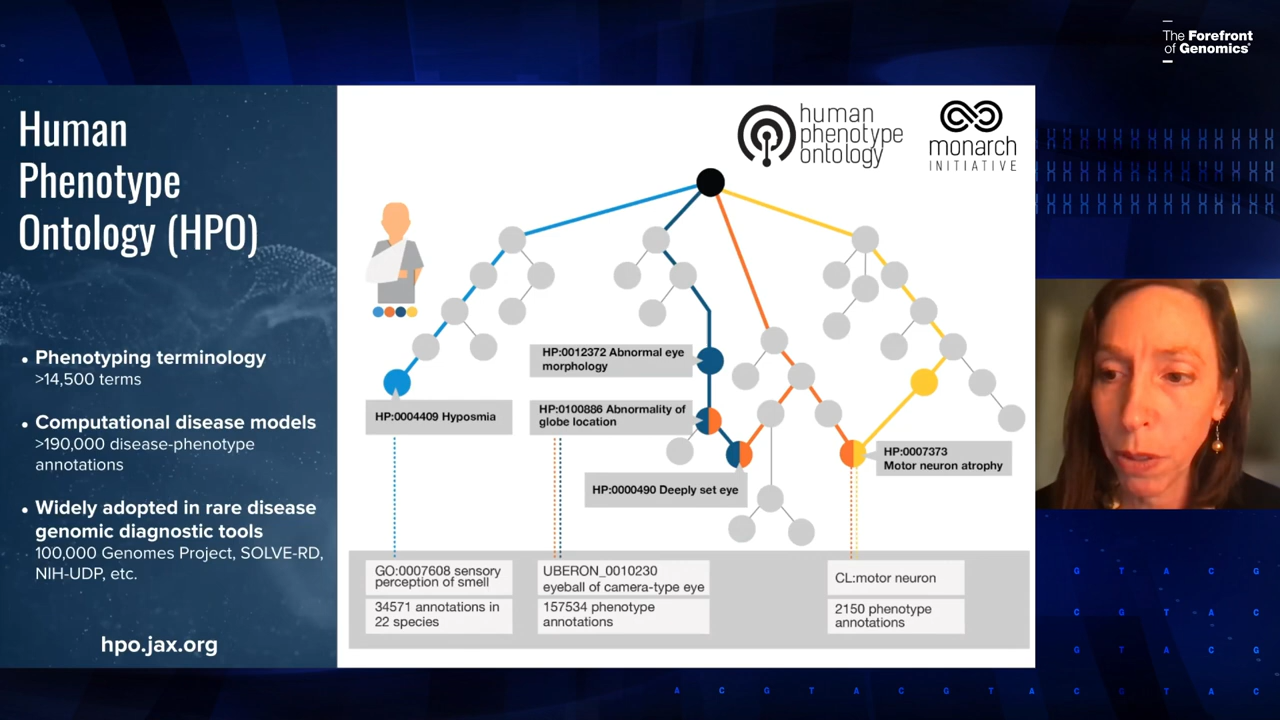 The Forefront
of Genomics®
Human
Phenotype
Ontology (HPO)
• Phenotyping terminology
>14,500 terms
• Computational disease models
>190,000 disease-phenotype
annotations
• Widely adopted in rare disease
genomic diagnostic tools
100,000 Genomes Project, SOLVE-RD,
NIH-UDP, etc.
hpo.jax.org
human
phenotype
ontology
monarch
INITIATIVE
HP:0012372 Abnormal eye
morphology
HP:0004409 Hyposmia
HP:0100886 Abnormality of
globe location
HP:0007373
Motor neuron atrophy
HP:0000490 Deeply set eye
GO:0007608 sensory
perception of smell
34571 annotations in
22 species
UBERON_0010230
eyeball of camera-type eye
157534 phenotype
annotations
CL:motor neuron
2150 phenotype
annotations
G T A C G
C G T A C
G T A C G
A C G T A C G T A C G T A C